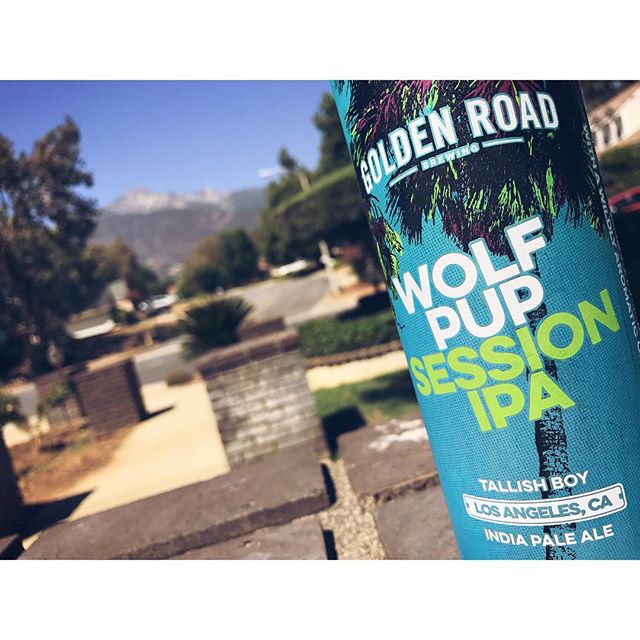 GOLDEN ROAD
BREWING
WOLF
PUP
SESSION
IPA
TALLISH BOY
LOS ANGELES, CA
INDIA PALE ALE